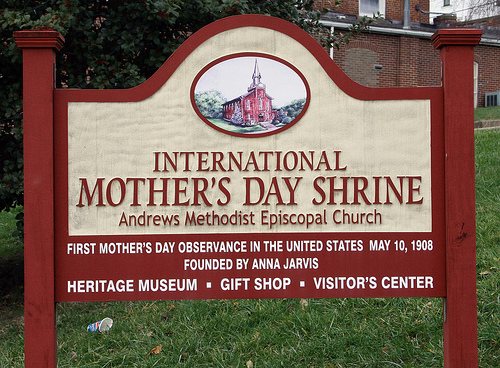 INTERNATIONAL
MOTHER'S DAY SHRINE
Andrews Methodist Episcopal Church
FIRST MOTHER'S DAY OBSERVANCE IN THE UNITED STATES MAY 10, 1908
FOUNDED BY ANNA JARVIS
HERITAGE MUSEUM ▪ GIFT SHOP ▪ VISITOR'S CENTER